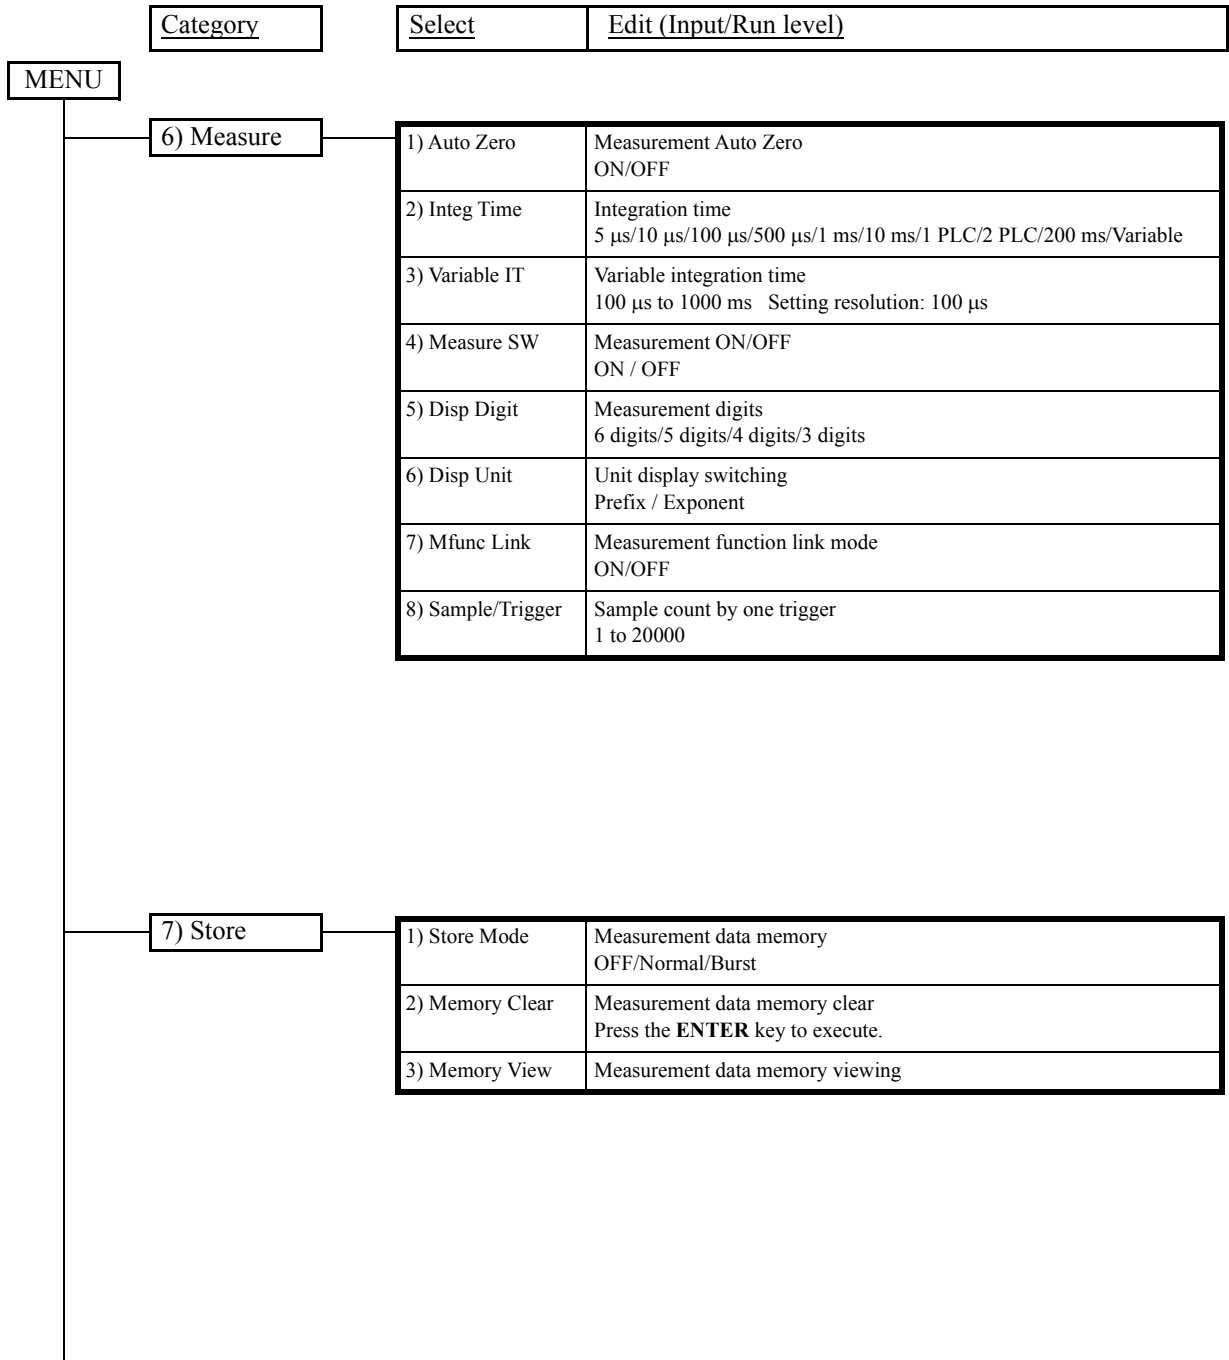 Category
Select
Edit (Input/Run level)
MENU
6) Measure
1) Auto Zero
Measurement Auto Zero
ON/OFF
2) Integ Time
Integration time
5 μs/10 μs/100 μs/500 μs/1 ms/10 ms/1 PLC/2 PLC/200 ms/Variable
3) Variable IT
Variable integration time
100 μs to 1000 ms   Setting resolution: 100 μs
4) Measure SW
Measurement ON/OFF
ON / OFF
5) Disp Digit
Measurement digits
6 digits/5 digits/4 digits/3 digits
6) Disp Unit
Unit display switching
Prefix / Exponent
7) Mfunc Link
Measurement function link mode
ON/OFF
8) Sample/Trigger
Sample count by one trigger
1 to 20000
7) Store
1) Store Mode
Measurement data memory
OFF/Normal/Burst
2) Memory Clear
Measurement data memory clear
Press the ENTER key to execute.
3) Memory View
Measurement data memory viewing